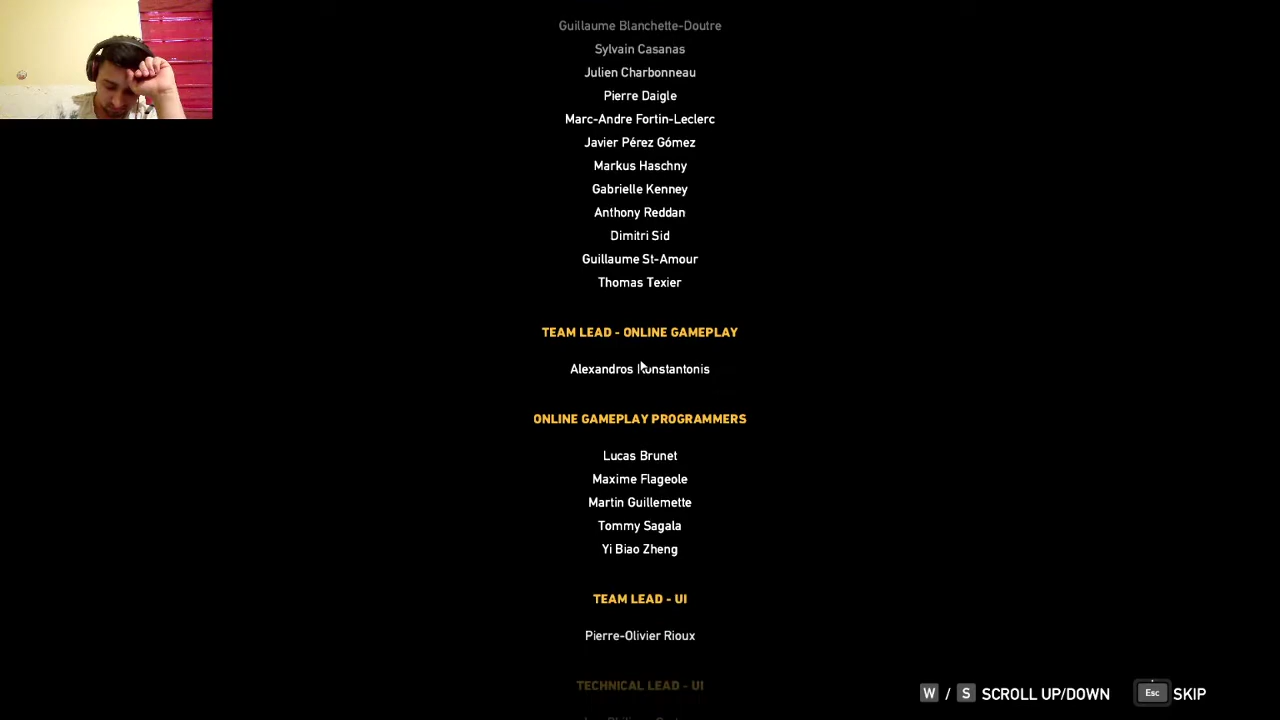 Guillaume Blanchette-Doutre
Sylvain Casanas
Julien Charbonneau
Pierre Daigle
Marc-Andre Fortin-Leclerc
Javier Pérez Gómez
Markus Haschny
Gabrielle Kenney
Anthony Reddan
Dimitri Sid
Guillaume St-Amour
Thomas Texier
TEAM LEAD - ONLINE GAMEPLAY
Alexandros Konstantonis
ONLINE GAMEPLAY PROGRAMMERS
Lucas Brunet
Maxime Flageole
Martin Guillemette
Tommy Sagala
Yi Biao Zheng
TEAM LEAD - UI
Pierre-Olivier Rioux
TECHNICAL LEAD - UI
W / S SCROLL UP/DOWN Esc SKIP